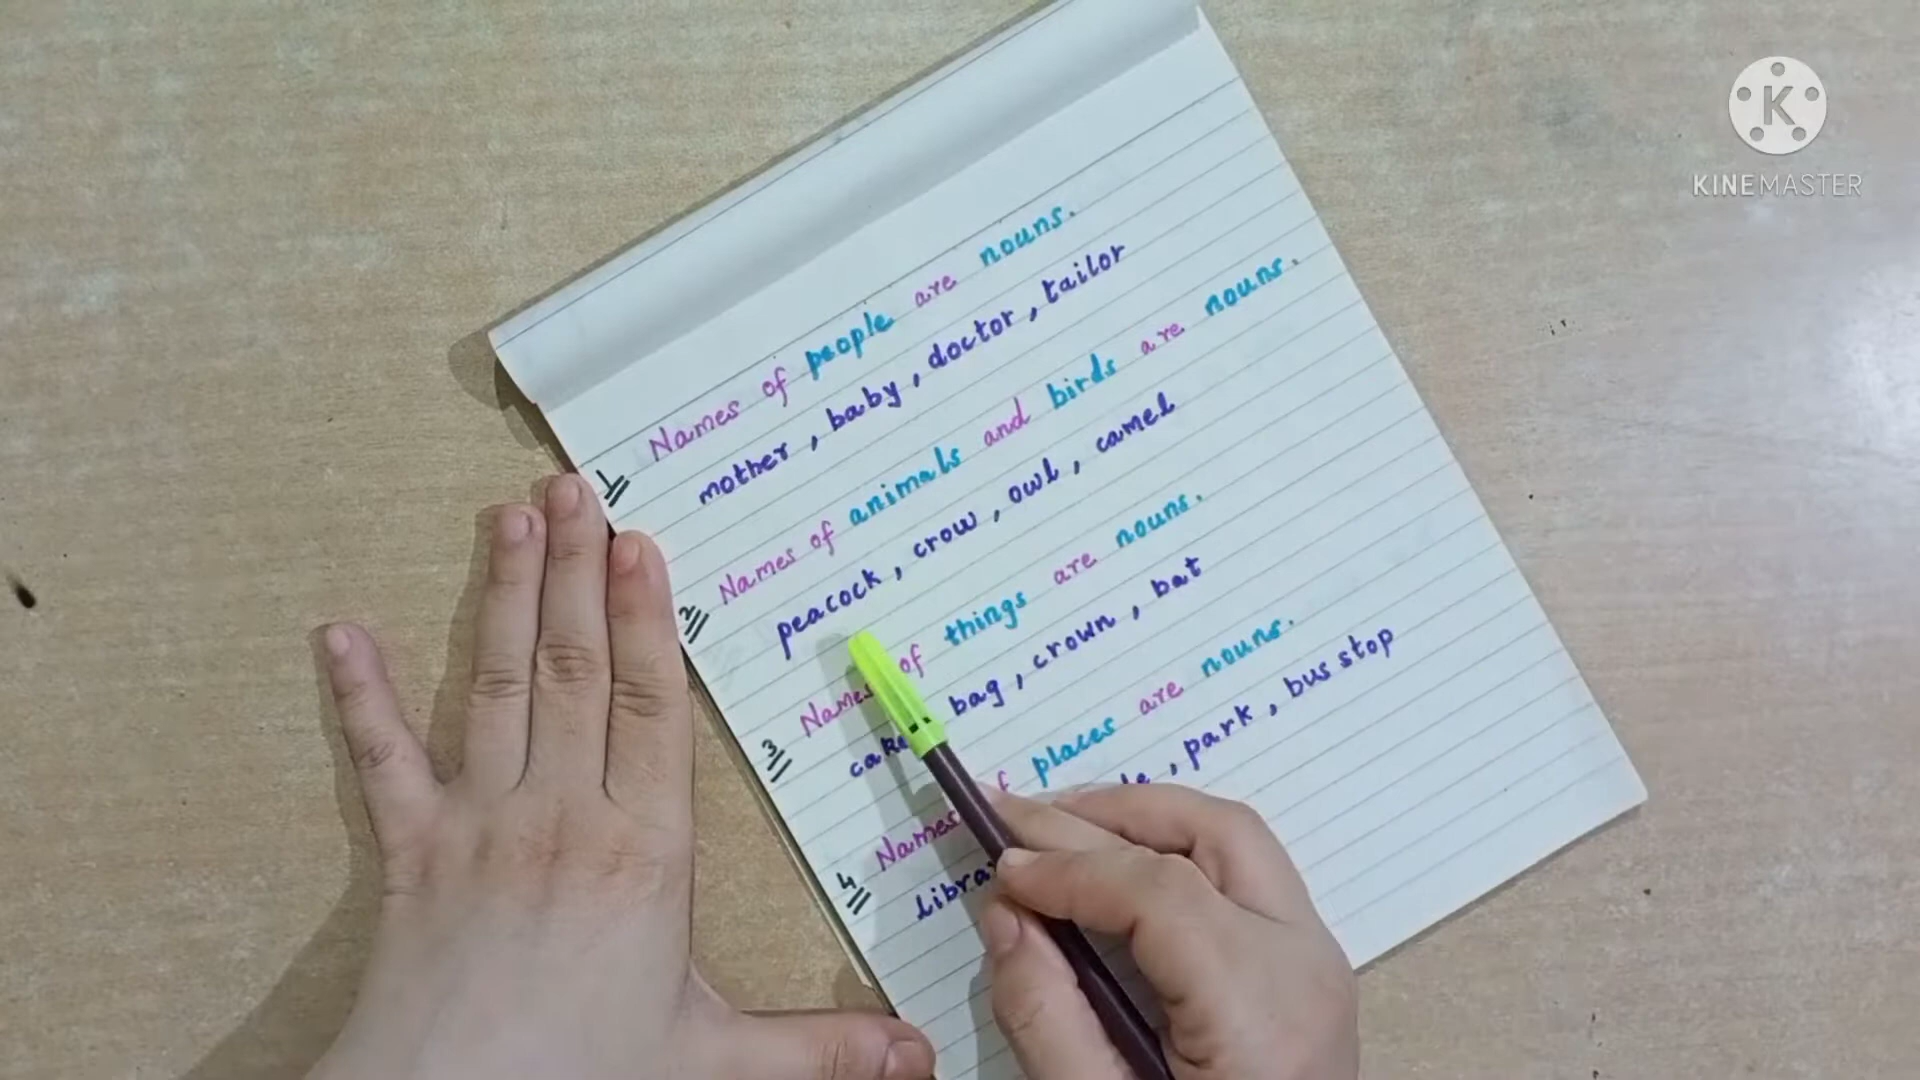 1 Names of people are nouns.
mother, baby, doctor, tailor
2 Names of animals and birds are nouns.
peacock, crow, owl, camel
3 Names of things are nouns.
bag, crown, bat
4 Names places are nouns.
park, bus stop
K
KINEMASTER